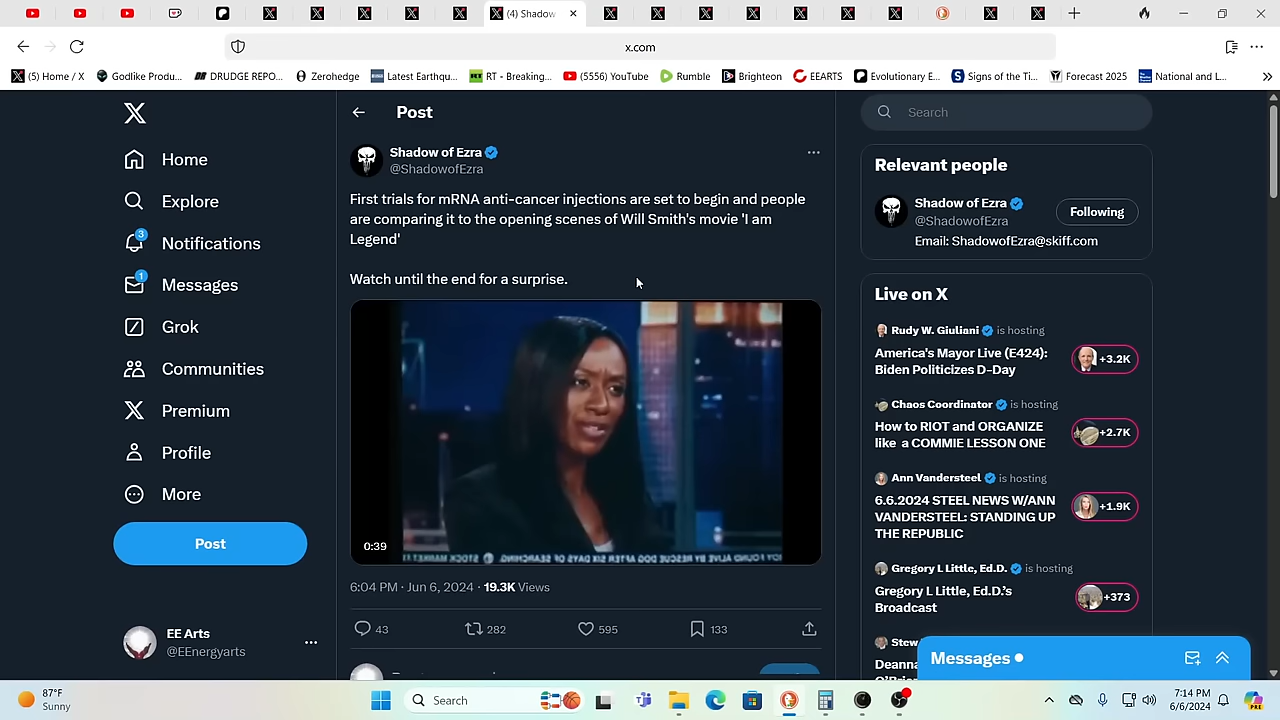 (4) Shadow
x.com
(5) Home / X
Godlike Produ...
DRUDGE REPO...
Zerohedge
Latest Earthqu...
RT - Breaking...
(5556) YouTube
Rumble
Brighteon
EEARTS
Evolutionary E...
Signs of the Ti...
Forecast 2025
National and L...
Home
Explore
3
Notifications
1
Messages
Grok
Communities
Premium
Profile
More
Post
EE Arts
@EEnergyarts
Post
Shadow of Ezra
@ShadowofEzra
First trials for mRNA anti-cancer injections are set to begin and people
are comparing it to the opening scenes of Will Smith's movie 'I am
Legend'
Watch until the end for a surprise.
0:39
6:04 PM · Jun 6, 2024 · 19.3K Views
43
282
595
133
Search
Relevant people
Shadow of Ezra
@ShadowofEzra
Following
Email: ShadowofEzra@skiff.com
Live on X
Rudy W. Giuliani is hosting
America's Mayor Live (E424):
Biden Politicizes D-Day
+3.2K
Chaos Coordinator is hosting
How to RIOT and ORGANIZE
like a COMMIE LESSON ONE
+2.7K
Ann Vandersteel is hosting
6.6.2024 STEEL NEWS W/ANN
VANDERSTEEL: STANDING UP
THE REPUBLIC
+1.9K
Gregory L Little, Ed.D. is hosting
Gregory L Little, Ed.D.'s
Broadcast
+373
Messages
87°F
Sunny
Search
7:14 PM
6/6/2024
PRE